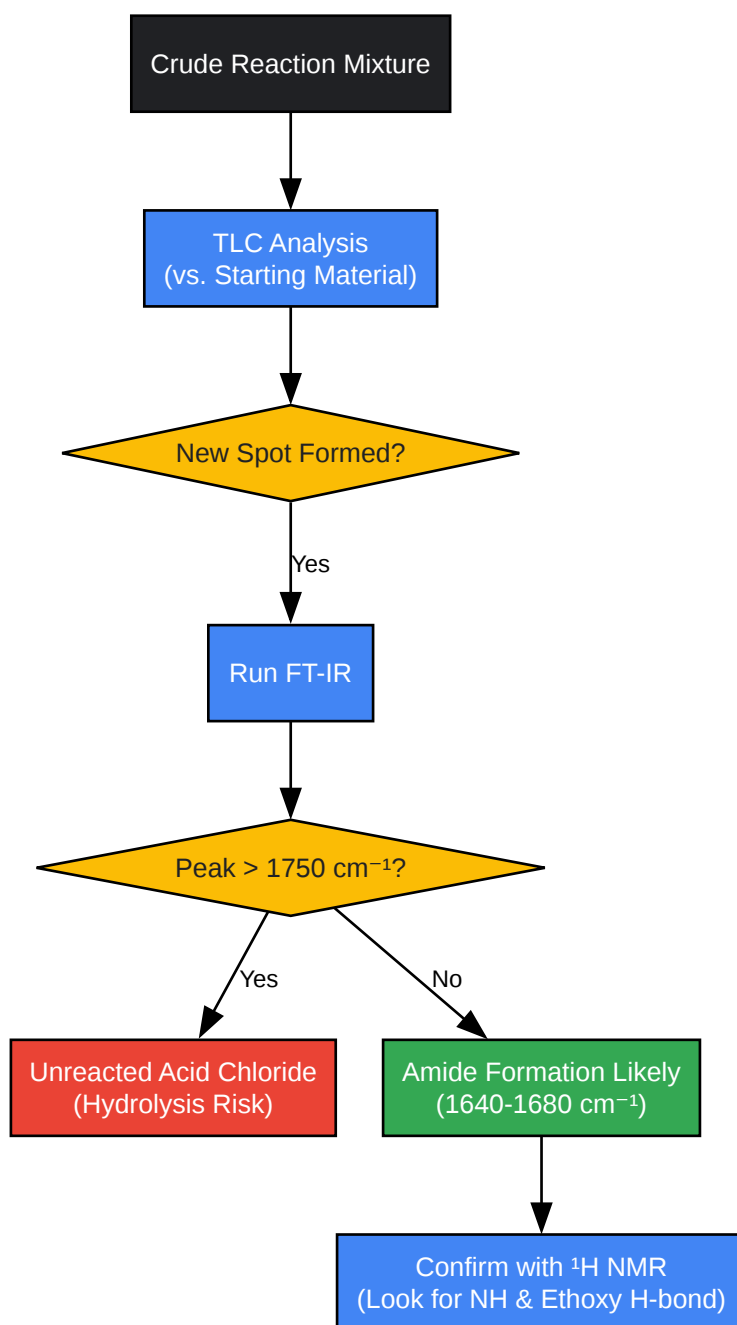 Crude Reaction Mixture
TLC Analysis
(vs. Starting Material)
New Spot Formed?
Yes
Run FT-IR
Peak > 1750 cm⁻¹?
Yes
No
Unreacted Acid Chloride
(Hydrolysis Risk)
Amide Formation Likely
(1640-1680 cm⁻¹)
Confirm with ¹H NMR
(Look for NH & Ethoxy H-bond)